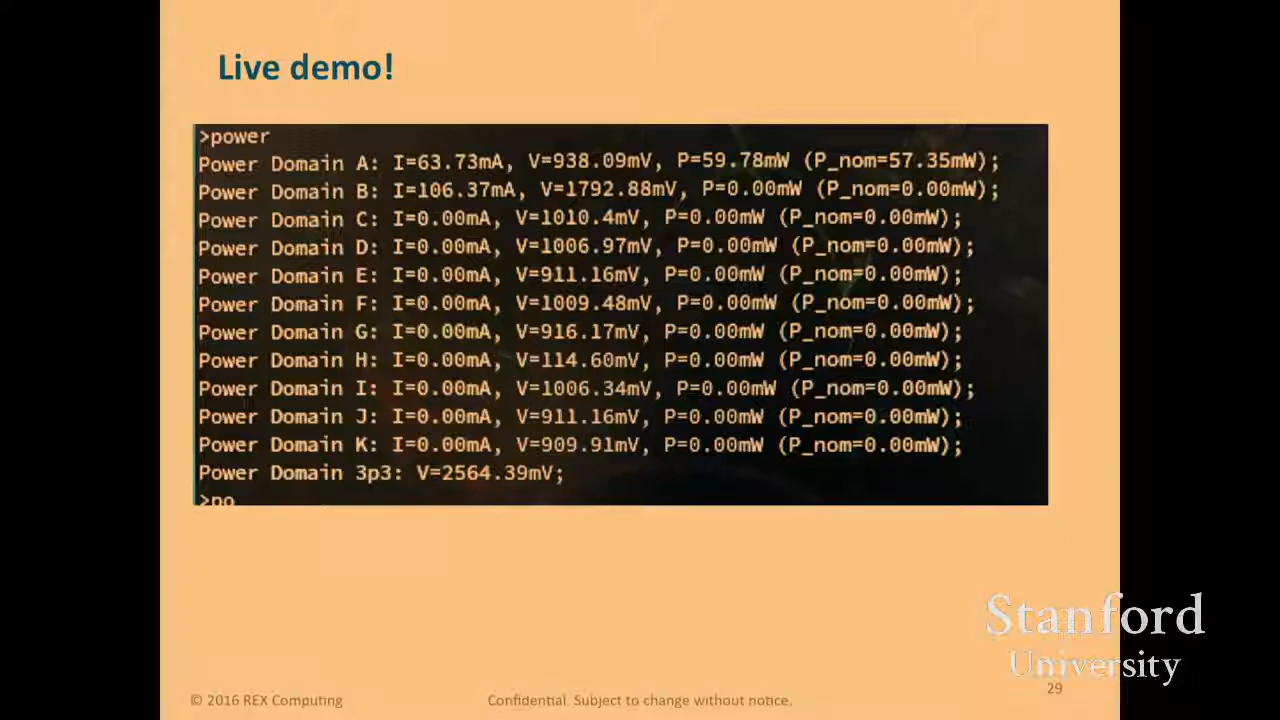 Live demo!
>power
Power Domain A: I=63.73mA, V=938.09mV, P=59.78mW (P_nom=57.35mW);
Power Domain B: I=106.37mA, V=1792.88mV, P=0.00mW (P_nom=0.00mW);
Power Domain C: I=0.00mA, V=1010.4mV, P=0.00mW (P_nom=0.00mW);
Power Domain D: I=0.00mA, V=1006.97mV, P=0.00mW (P_nom=0.00mW);
Power Domain E: I=0.00mA, V=911.16mV, P=0.00mW (P_nom=0.00mW);
Power Domain F: I=0.00mA, V=1009.48mV, P=0.00mW (P_nom=0.00mW);
Power Domain G: I=0.00mA, V=916.17mV, P=0.00mW (P_nom=0.00mW);
Power Domain H: I=0.00mA, V=114.60mV, P=0.00mW (P_nom=0.00mW);
Power Domain I: I=0.00mA, V=1006.34mV, P=0.00mW (P_nom=0.00mW);
Power Domain J: I=0.00mA, V=911.16mV, P=0.00mW (P_nom=0.00mW);
Power Domain K: I=0.00mA, V=909.91mV, P=0.00mW (P_nom=0.00mW);
Power Domain 3p3: V=2564.39mV;
>po
Stanford
University
© 2016 REX Computing Confidential. Subject to change without notice. 29